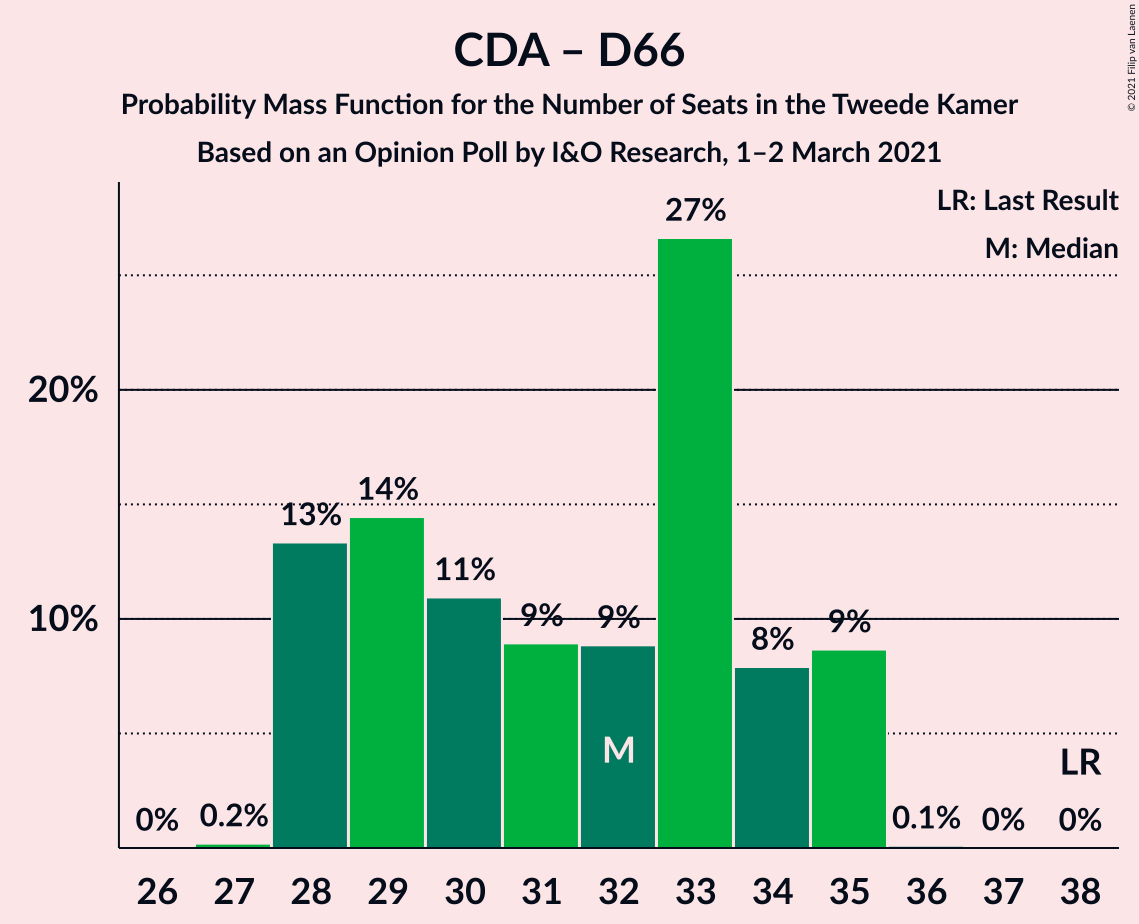 CDA – D66
Probability Mass Function for the Number of Seats in the Tweede Kamer
Based on an Opinion Poll by I&O Research, 1–2 March 2021
© 2021 Filip van Laenen
LR: Last Result
M: Median
27%
20%
14%
13%
11%
10%
9%
9%
8%
9%
M
LR
0%
0.2%
0.1%
0%
0%
26 27 28 29 30 31 32 33 34 35 36 37 38